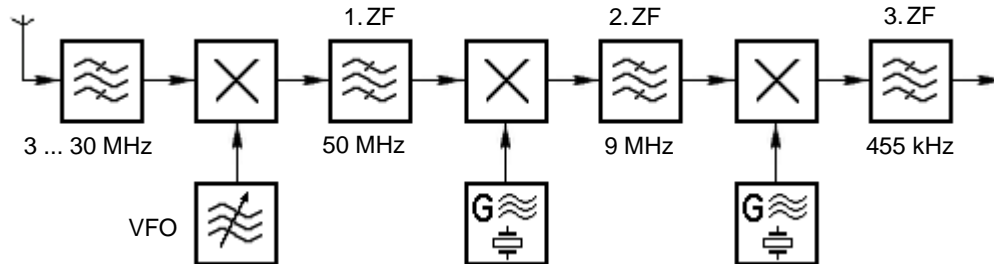 1. ZF
2. ZF
3. ZF
3 ... 30 MHz
50 MHz
9 MHz
455 kHz
VFO
G
G